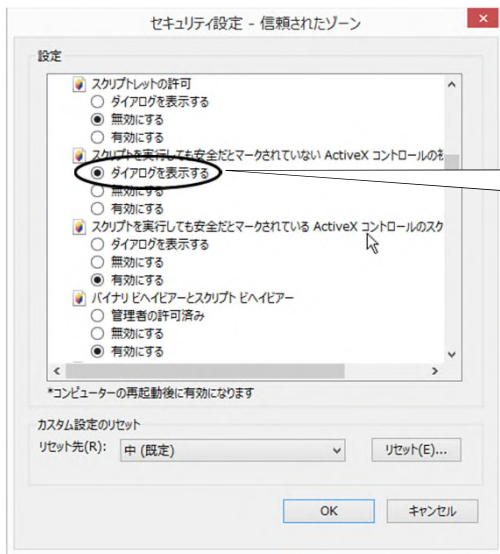 セキュリティ設定 - 信頼されたゾーン
×
設定
スクリプトレットの許可
ダイアログを表示する
無効にする
有効にする
スクリプトを実行しても安全だとマークされていない ActiveX コントロールの
ダイアログを表示する
無効にする
有効にする
スクリプトを実行しても安全だとマークされている ActiveX コントロールのスク
ダイアログを表示する
無効にする
有効にする
バイナリ ビヘイビアーとスクリプト ビヘイビアー
管理者の許可済み
無効にする
有効にする
*コンピューターの再起動後に有効になります
カスタム設定のリセット
リセット先(R): 中 (既定) リセット(E)...
OK キャンセル